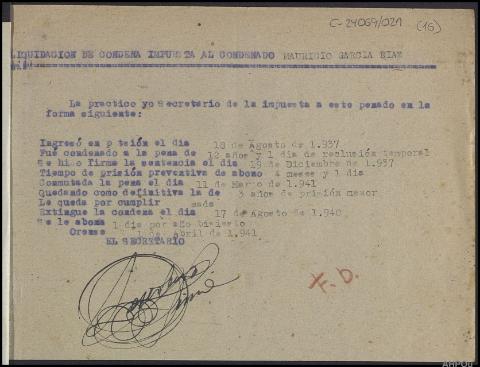 C-24069/021
(16)
LIQUIDACION DE CONDENA IMPUESTA AL CONDENADO MAURICIO GARCIA DIAZ
La practico yo Secretario de la impuesta a este penado en la
forma siguiente:
Ingresó en p isión el dia 18 de Agosto de 1.937
Fué condenado a la pena de 12 años y 1 dia de reclusión temporal
Se hizo firme la sentencia el dia 19 de Diciembre de 1.937
Tiempo de prisión preventiva de abono 4 meses y 1 dia
Conmutada la pena el dia 11 de Marzo de 1.941
Quedando como definitiva la de 3 años de prisión menor
Le queda por cumplir nada
Extingue la condena el dia 17 de Agosto de 1.940
Se le abona 1 dia por año bisiesto
Orense 1 de Abril de 1.941
EL SECRETARIO
F. D.
AHPOU